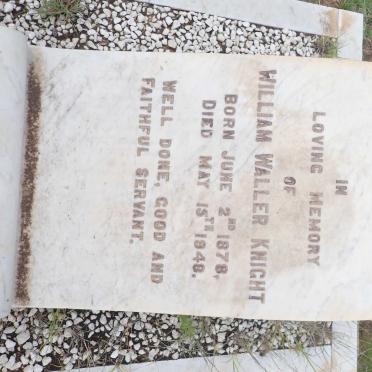 IN
LOVING MEMORY
OF
WILLIAM WALLER KNIGHT
BORN JUNE 2ND 1878,
DIED MAY 15TH 1948.
WELL DONE, GOOD AND
FAITHFUL SERVANT.